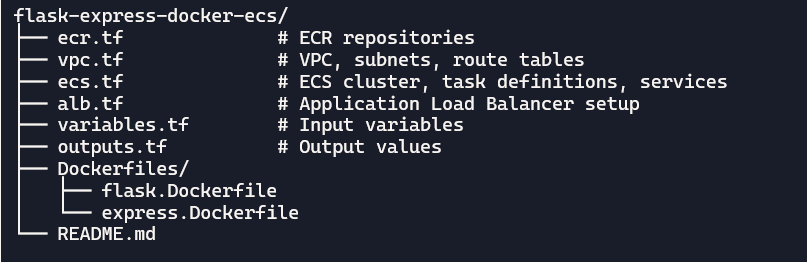 flask-express-docker-ecs/
├── ecr.tf              # ECR repositories
├── vpc.tf              # VPC, subnets, route tables
├── ecs.tf              # ECS cluster, task definitions, services
├── alb.tf              # Application Load Balancer setup
├── variables.tf        # Input variables
├── outputs.tf          # Output values
├── Dockerfiles/
│   ├── flask.Dockerfile
│   └── express.Dockerfile
└── README.md